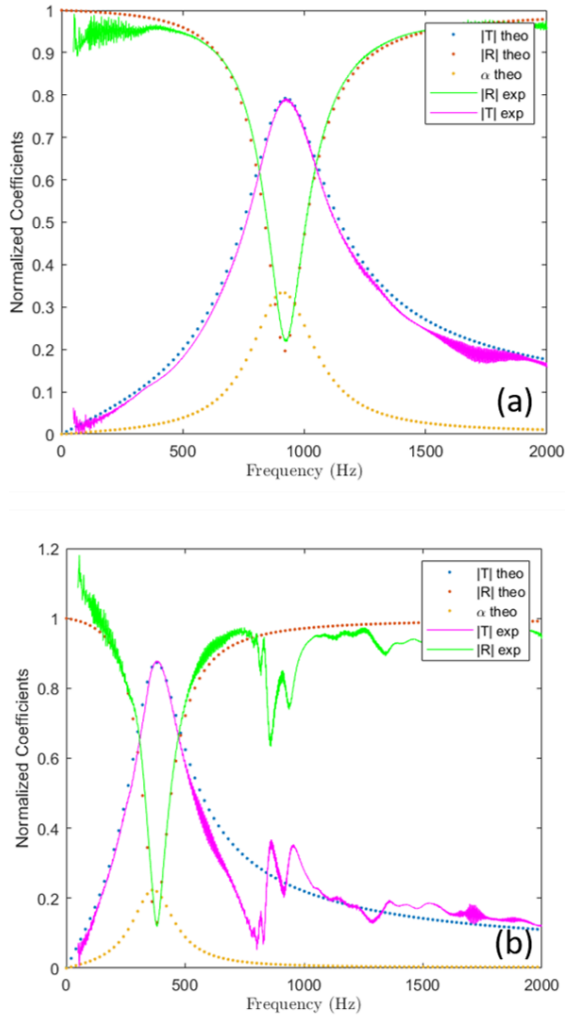 1
0.9
0.8
0.7
0.6
0.5
0.4
0.3
0.2
0.1
0
Normalized Coefficients
|T| theo
|R| theo
α theo
|R| exp
|T| exp
(a)
0 500 1000 1500 2000
Frequency (Hz)
1.2
1
0.8
0.6
0.4
0.2
0
Normalized Coefficients
|T| theo
|R| theo
α theo
|T| exp
|R| exp
(b)
0 500 1000 1500 2000
Frequency (Hz)